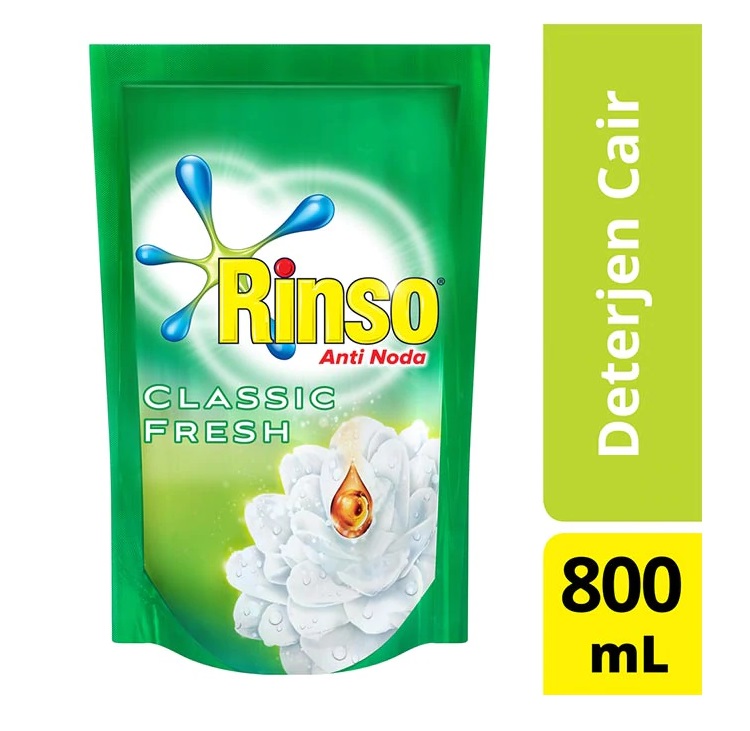 Rinso®
Anti Noda
CLASSIC
FRESH
Deterjen Cair
800
mL